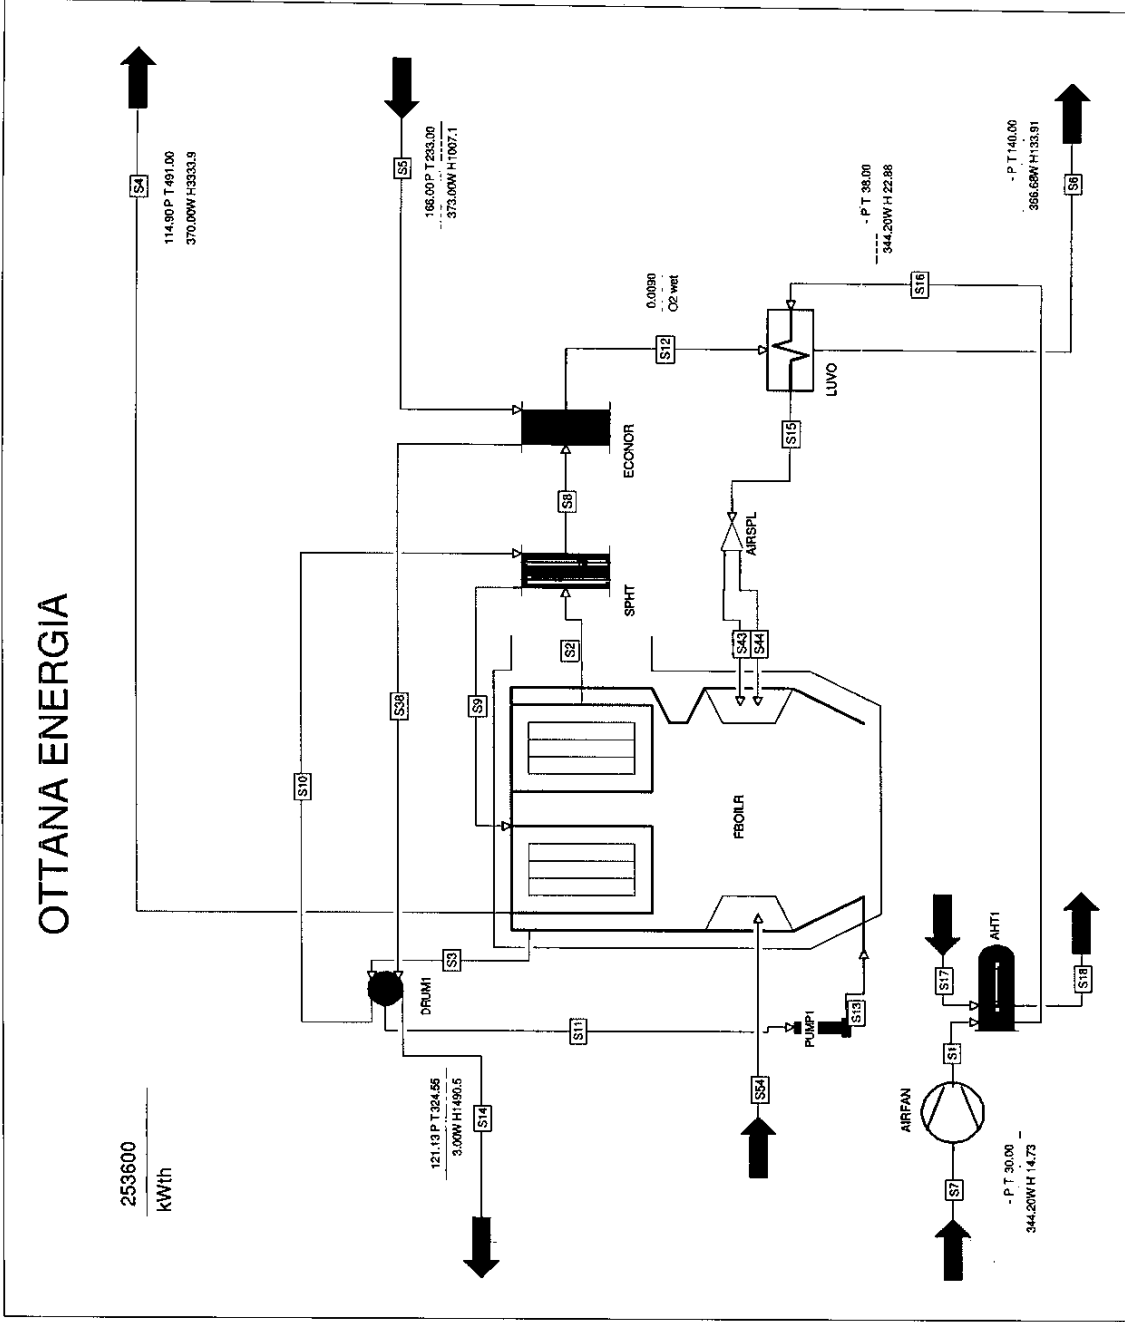 OTTANA ENERGIA
253600
kWth
S4
114.90 P T 491.00
370.00W H3333.9
S5
166.00 P T 233.00
373.00W H1007.1
S10
S38
S3
DRUM1
121.13 P T 324.55
3.00W H1490.5
S14
S9
S11
S2
SPHT
S8
ECONOR
S12
0.0090
O2 wet
FBOILR
S43
S44
AIRSPL
S15
LUVO
- P T 38.00
344.20W H 22.88
S16
- P T 140.00
366.68W H133.91
S6
S54
PUMP1
S13
S7
- P T 30.00
344.20W H 14.73
AIRFAN
S1
S17
AHT1
S18